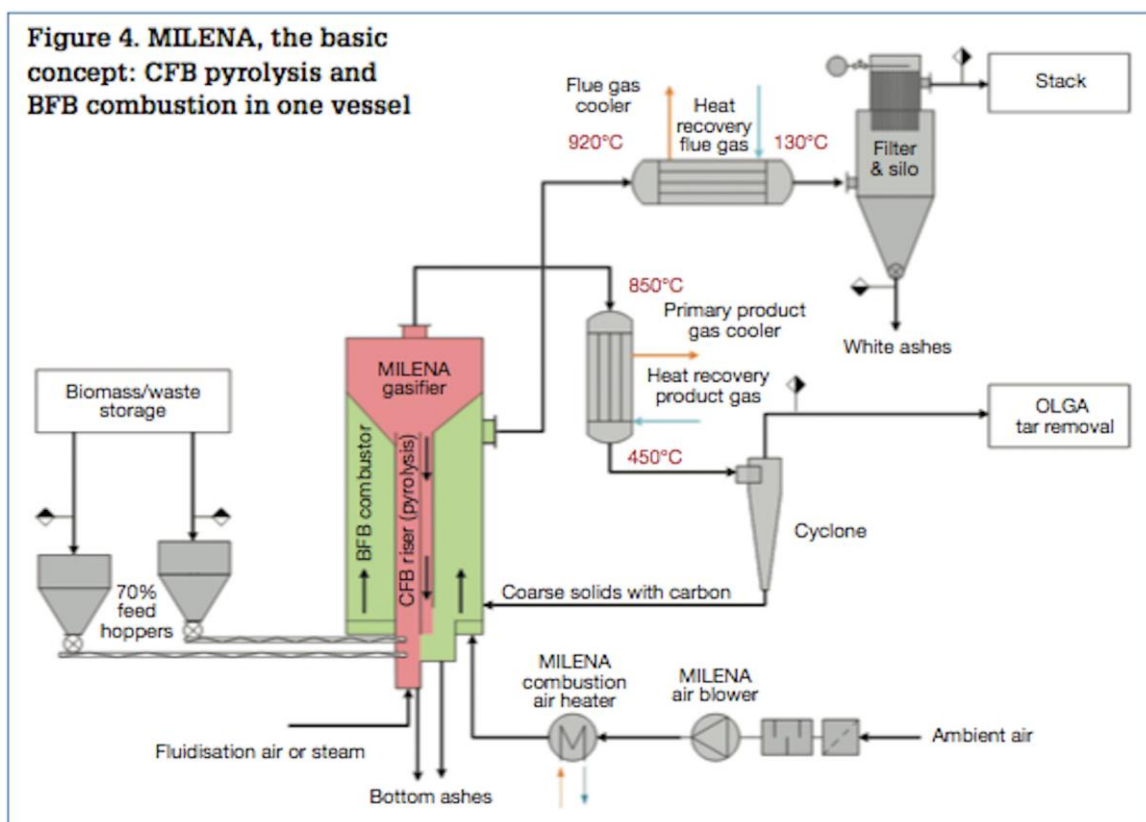 Figure 4. MILENA, the basic
concept: CFB pyrolysis and
BFB combustion in one vessel
Flue gas
cooler
Heat
recovery
flue gas
920°C
130°C
Stack
Filter
& silo
White ashes
850°C
Primary product
gas cooler
Heat recovery
product gas
450°C
MILENA
gasifier
BFB combustor
CFB riser (pyrolysis)
Biomass/waste
storage
70%
feed
hoppers
OLGA
tar removal
Cyclone
Coarse solids with carbon
MILENA
combustion
air heater
MILENA
air blower
Ambient air
Fluidisation air or steam
Bottom ashes
M